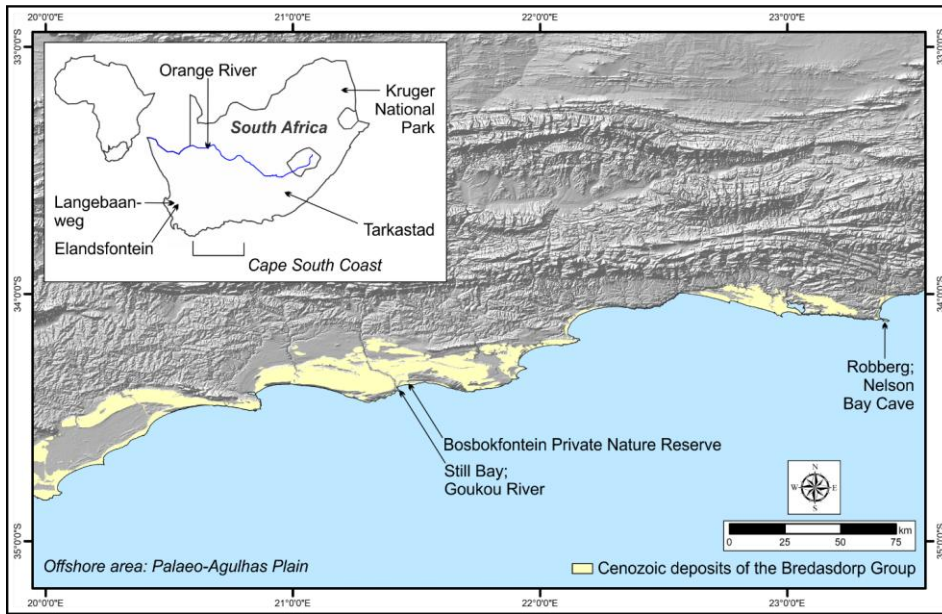 20°0'0"E
21°0'0"E
22°0'0"E
23°0'0"E
33°0'0"S
33°0'0"S
Orange River
Kruger
National
Park
South Africa
Langebaan-
weg
Elandsfontein
Tarkastad
Cape South Coast
34°0'0"S
34°0'0"S
Robberg;
Nelson
Bay Cave
Bosbokfontein Private Nature Reserve
Still Bay;
Goukou River
N
W
E
S
0
25
50
75
km
35°0'0"S
35°0'0"S
Offshore area: Palaeo-Agulhas Plain
Cenozoic deposits of the Bredasdorp Group
20°0'0"E
21°0'0"E
22°0'0"E
23°0'0"E